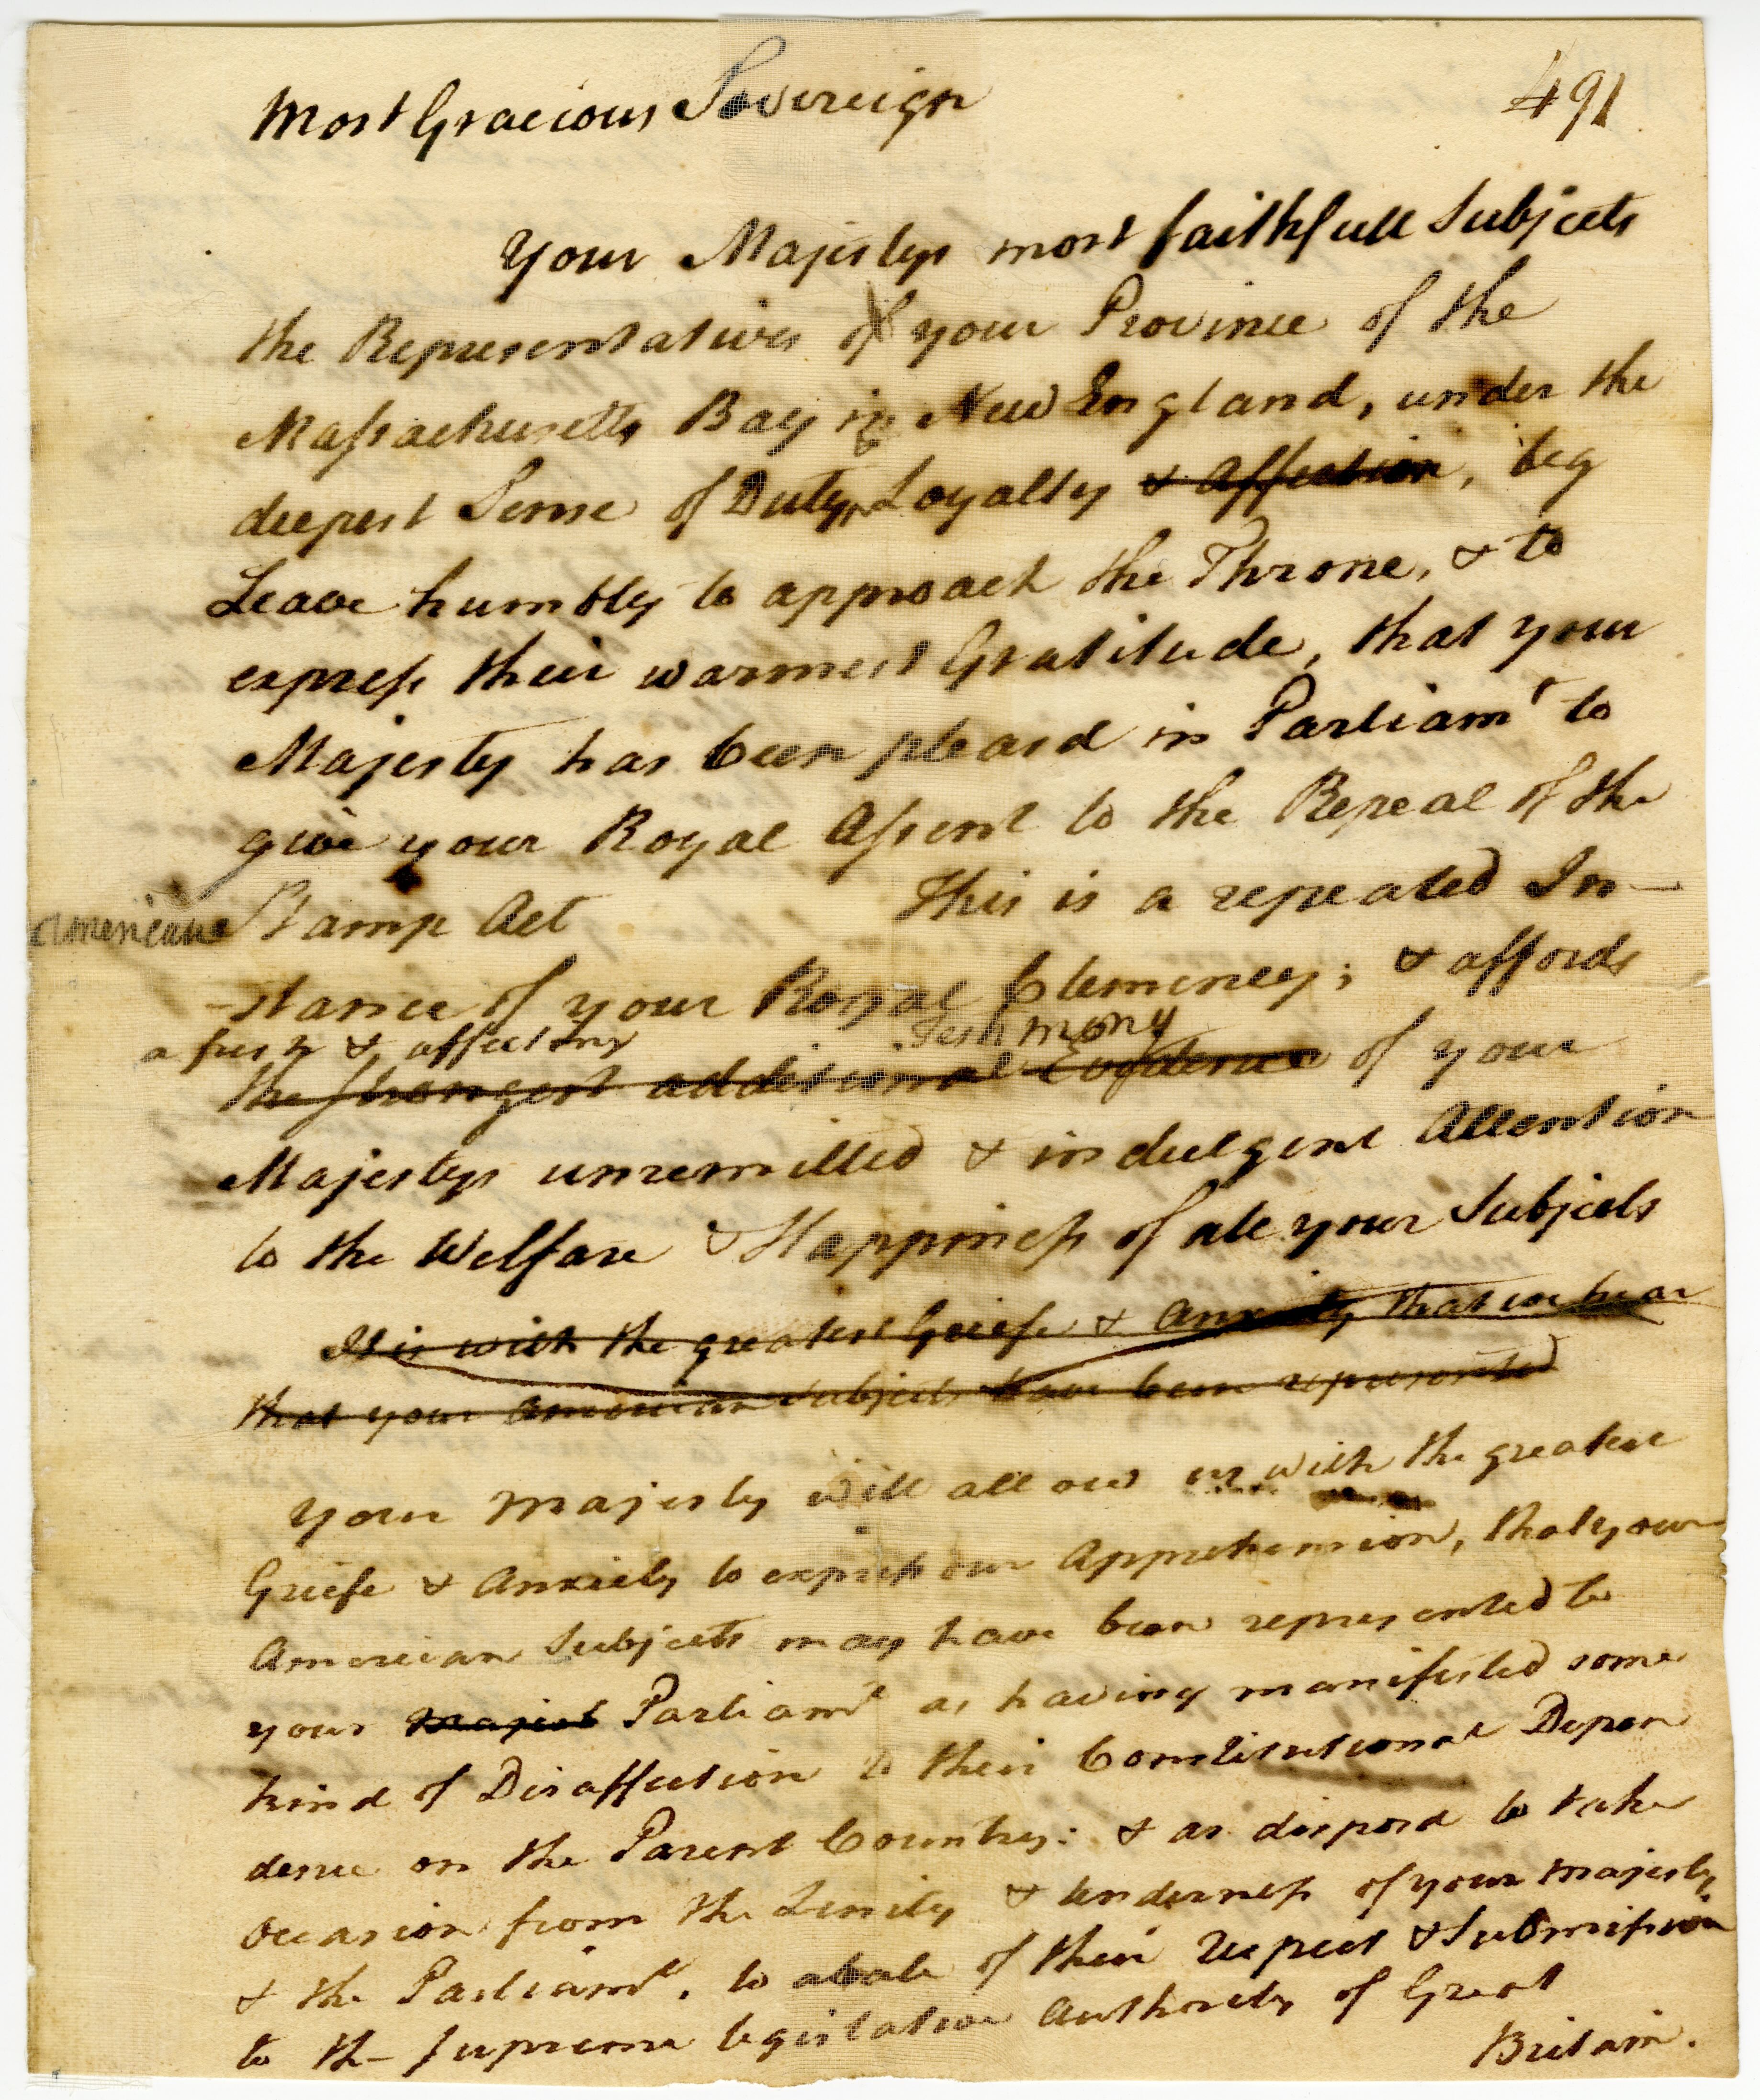 Most Gracious Sovereign
491
Your Majestys most faithfull Subjects
the Representatives of your Province of the
Massachusetts Bay in New England, under the
deepest Sense of Duty, Loyalty & Affection, beg
Leave humbly to approach the Throne, & to
express their warmest Gratitude, that your
Majesty has been pleasd in Parliamt to
give your Royal Assent to the Repeal of the
american Stamp Act This is a repeated In-
-stance of your Royal Clemency; & affords
a fresh & affecting Testimony
the strongest additional Evidence of your
Majestys unremitted & indulgent Attention
to the Welfare & Happiness of all your Subjects
It is with the greatest Griefe & Anxiety that we hear
that your American Subjects have been represented
Your Majesty will allow us with the greatest
Griefe & Anxiety to express our Apprehension, that your
American Subjects may have been represented to
your Majest Parliamt as having manifested some
kind of Disaffection to their Constitutional Depen
dence on the Parent Country: & as disposd to take
Occasion from the Lenity & tenderness of your Majesty
& the Parliamt, to abate of their respect & Submission
to the supreme legislative Authority of Great
Britain.